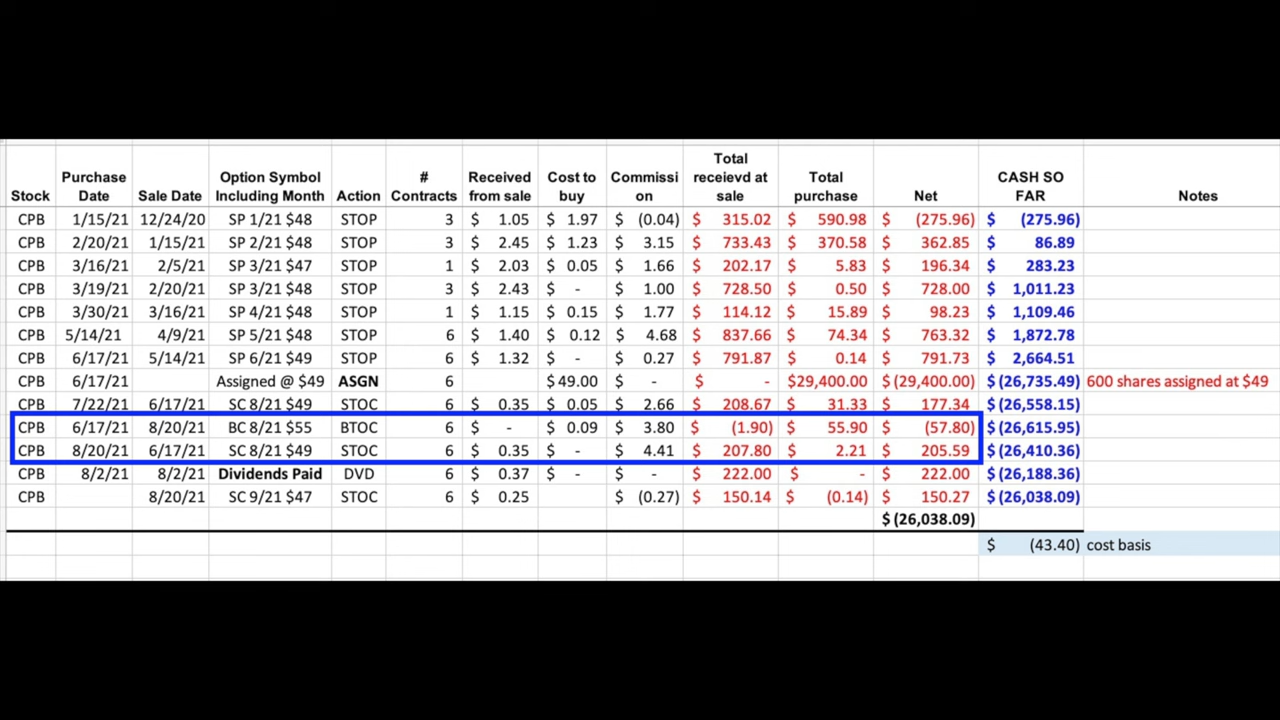 Stock Purchase Date Sale Date Option Symbol Including Month Action # Contracts Received from sale Cost to buy Commissi on Total receievd at sale Total purchase Net CASH SO FAR Notes
CPB 1/15/21 12/24/20 SP 1/21 $48 STOP 3 $ 1.05 $ 1.97 $ (0.04) $ 315.02 $ 590.98 $ (275.96) $ (275.96)
CPB 2/20/21 1/15/21 SP 2/21 $48 STOP 3 $ 2.45 $ 1.23 $ 3.15 $ 733.43 $ 370.58 $ 362.85 $ 86.89
CPB 3/16/21 2/5/21 SP 3/21 $47 STOP 1 $ 2.03 $ 0.05 $ 1.66 $ 202.17 $ 5.83 $ 196.34 $ 283.23
CPB 3/19/21 2/20/21 SP 3/21 $48 STOP 3 $ 2.43 $ - $ 1.00 $ 728.50 $ 0.50 $ 728.00 $ 1,011.23
CPB 3/30/21 3/16/21 SP 4/21 $48 STOP 1 $ 1.15 $ 0.15 $ 1.77 $ 114.12 $ 15.89 $ 98.23 $ 1,109.46
CPB 5/14/21 4/9/21 SP 5/21 $48 STOP 6 $ 1.40 $ 0.12 $ 4.68 $ 837.66 $ 74.34 $ 763.32 $ 1,872.78
CPB 6/17/21 5/14/21 SP 6/21 $49 STOP 6 $ 1.32 $ - $ 0.27 $ 791.87 $ 0.14 $ 791.73 $ 2,664.51
CPB 6/17/21 Assigned @ $49 ASGN 6 $49.00 $ - $ - $29,400.00 $(29,400.00) $(26,735.49) 600 shares assigned at $49
CPB 7/22/21 6/17/21 SC 8/21 $49 STOC 6 $ 0.35 $ 0.05 $ 2.66 $ 208.67 $ 31.33 $ 177.34 $(26,558.15)
CPB 6/17/21 8/20/21 BC 8/21 $55 BTOC 6 $ - $ 0.09 $ 3.80 $ (1.90) $ 55.90 $ (57.80) $(26,615.95)
CPB 8/20/21 6/17/21 SC 8/21 $49 STOC 6 $ 0.35 $ - $ 4.41 $ 207.80 $ 2.21 $ 205.59 $(26,410.36)
CPB 8/2/21 8/2/21 Dividends Paid DVD 6 $ 0.37 $ - $ 222.00 $ - $ 222.00 $(26,188.36)
CPB 8/20/21 SC 9/21 $47 STOC 6 $ 0.25 $ (0.27) $ 150.14 $ (0.14) $ 150.27 $(26,038.09)
$(26,038.09)
$ (43.40) cost basis